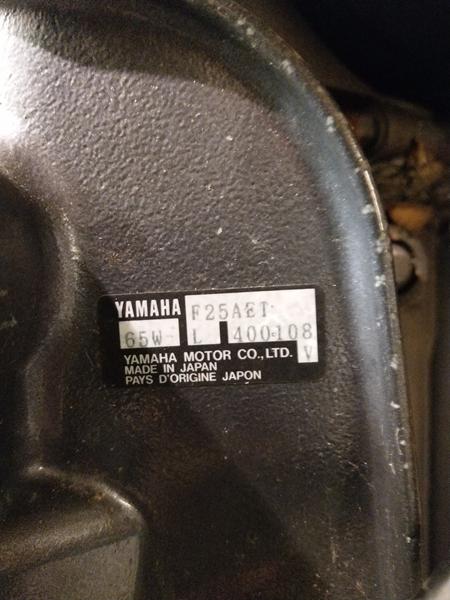 YAMAHA F25AET
65W L 400108
V
YAMAHA MOTOR CO., LTD.
MADE IN JAPAN
PAYS D'ORIGINE JAPON